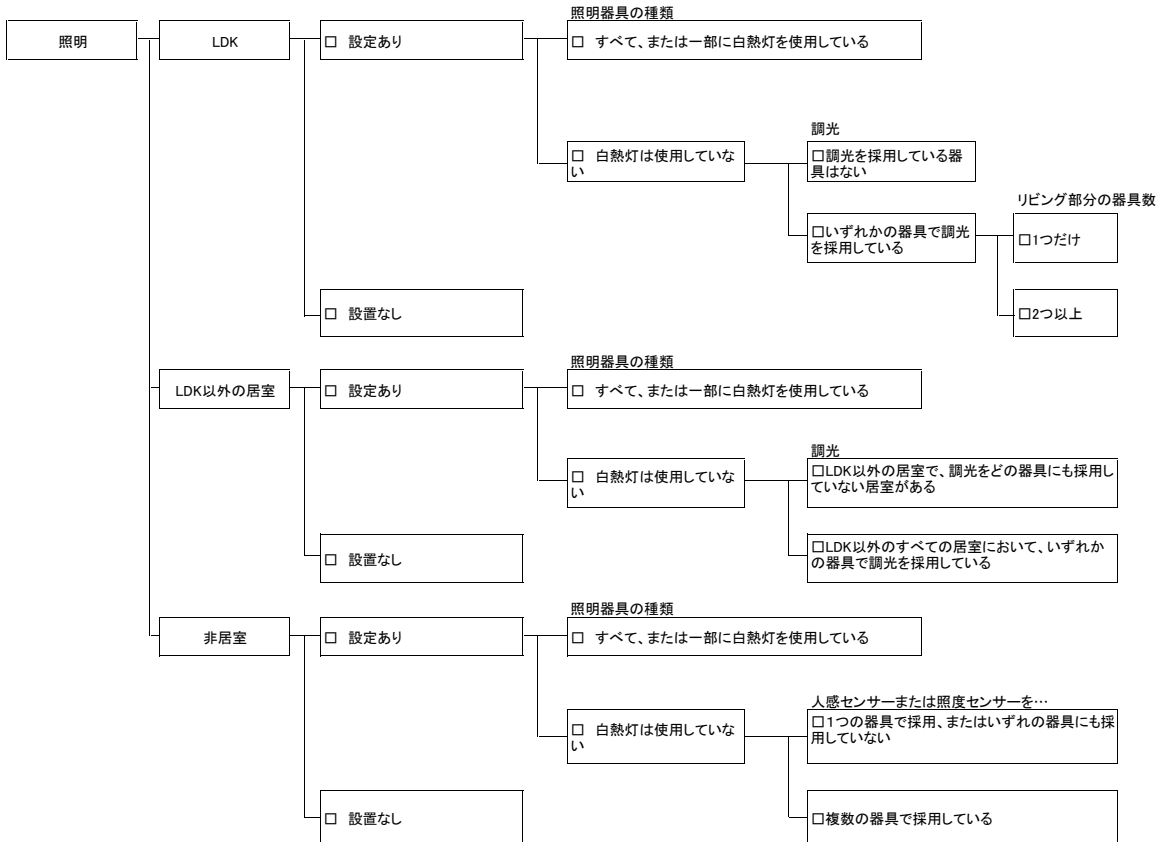 照明器具の種類
照明
LDK
□ 設定あり
□ すべて、または一部に白熱灯を使用している
調光
□ 白熱灯は使用していな
い
□調光を採用している器
具はない
リビング部分の器具数
□いずれかの器具で調光
を採用している
□1つだけ
□ 設置なし
□2つ以上
照明器具の種類
LDK以外の居室
□ 設定あり
□ すべて、または一部に白熱灯を使用している
調光
□ 白熱灯は使用していな
い
□LDK以外の居室で、調光をどの器具にも採用し
ていない居室がある
□ 設置なし
□LDK以外のすべての居室において、いずれか
の器具で調光を採用している
照明器具の種類
非居室
□ 設定あり
□ すべて、または一部に白熱灯を使用している
人感センサーまたは照度センサーを…
□ 白熱灯は使用していな
い
□1つの器具で採用、またはいずれの器具にも採
用していない
□ 設置なし
□複数の器具で採用している